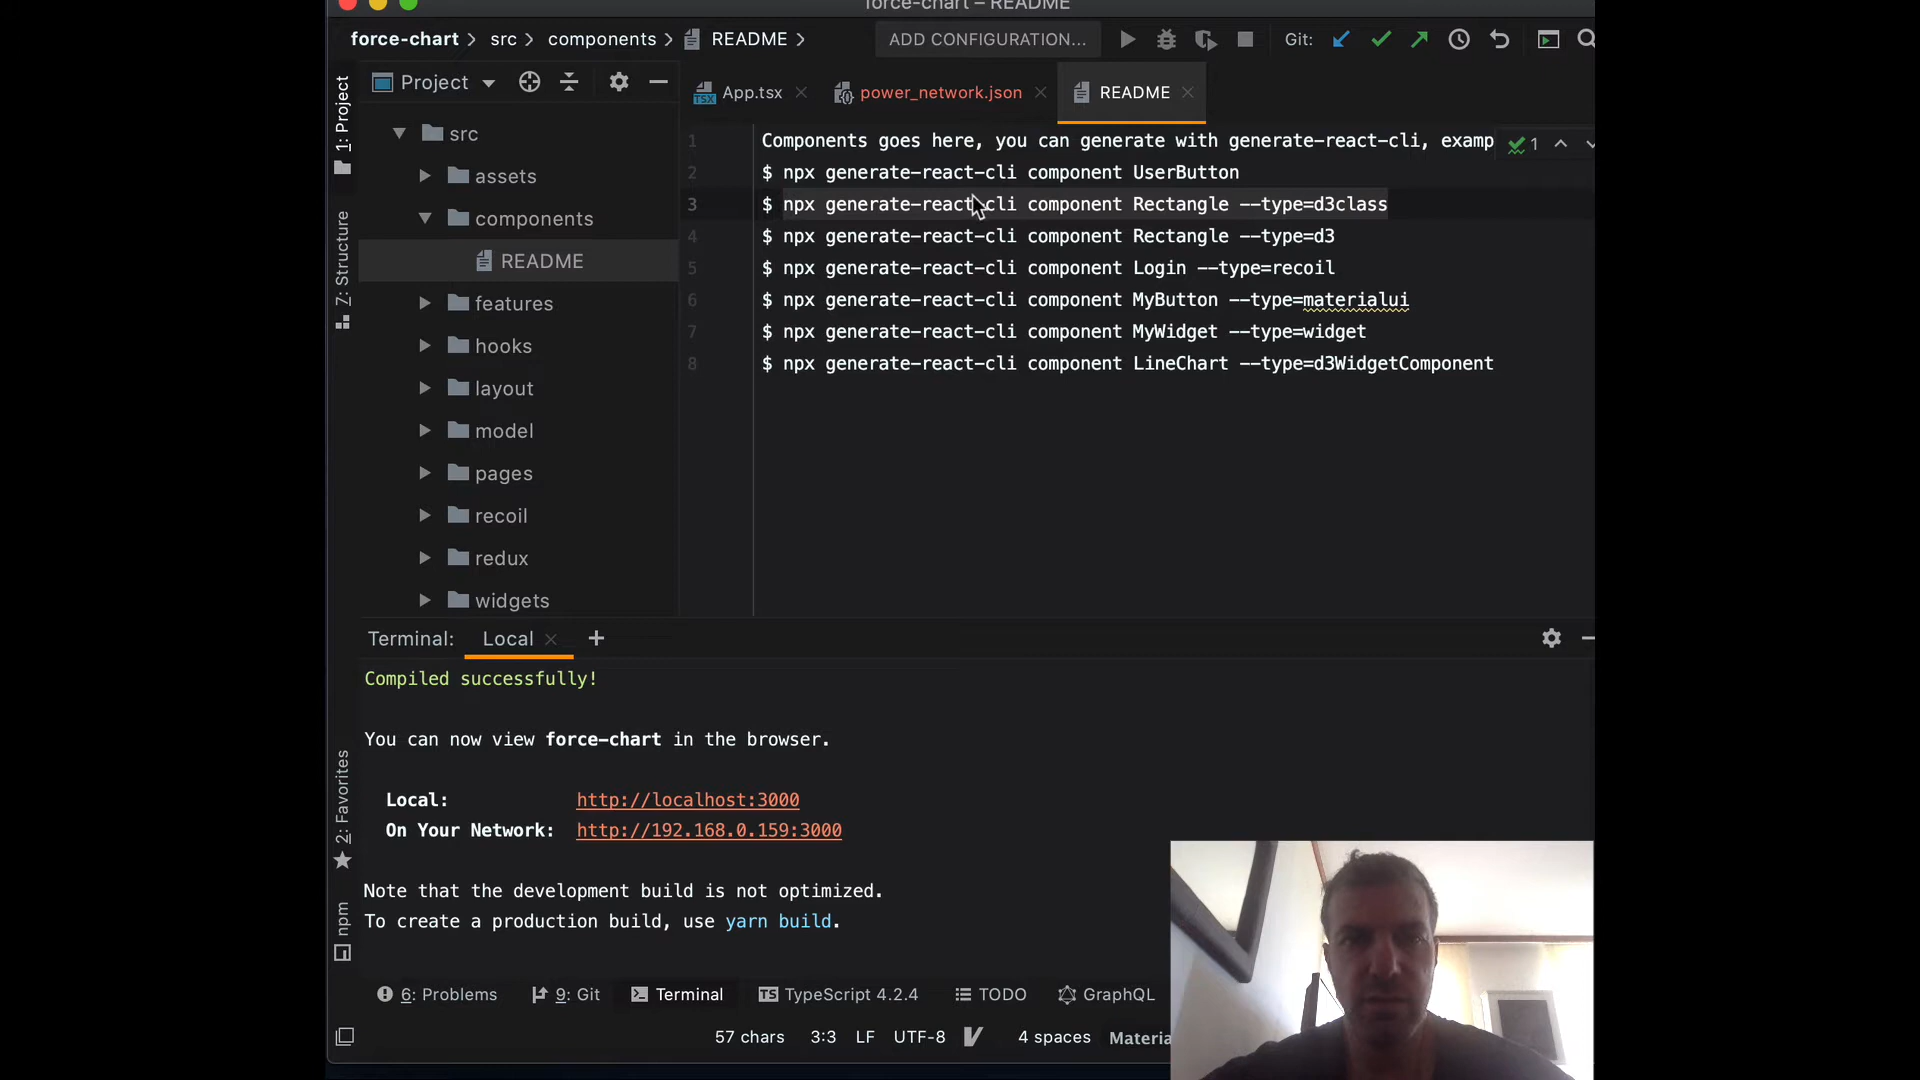 force-chart – README
force-chart
src
components
README
ADD CONFIGURATION...
Git:
1: Project
7: Structure
2: Favorites
npm
Project
src
assets
components
README
features
hooks
layout
model
pages
recoil
redux
widgets
App.tsx
power_network.json
README
1 Components goes here, you can generate with generate-react-cli, examp
2 $ npx generate-react-cli component UserButton
3 $ npx generate-react-cli component Rectangle --type=d3class
4 $ npx generate-react-cli component Rectangle --type=d3
5 $ npx generate-react-cli component Login --type=recoil
6 $ npx generate-react-cli component MyButton --type=materialui
7 $ npx generate-react-cli component MyWidget --type=widget
8 $ npx generate-react-cli component LineChart --type=d3WidgetComponent
1
Terminal: Local
Compiled successfully!
You can now view force-chart in the browser.
Local: http://localhost:3000
On Your Network: http://192.168.0.159:3000
Note that the development build is not optimized.
To create a production build, use yarn build.
6: Problems
9: Git
Terminal
TypeScript 4.2.4
TODO
GraphQL
57 chars
3:3
LF
UTF-8
4 spaces
Materia